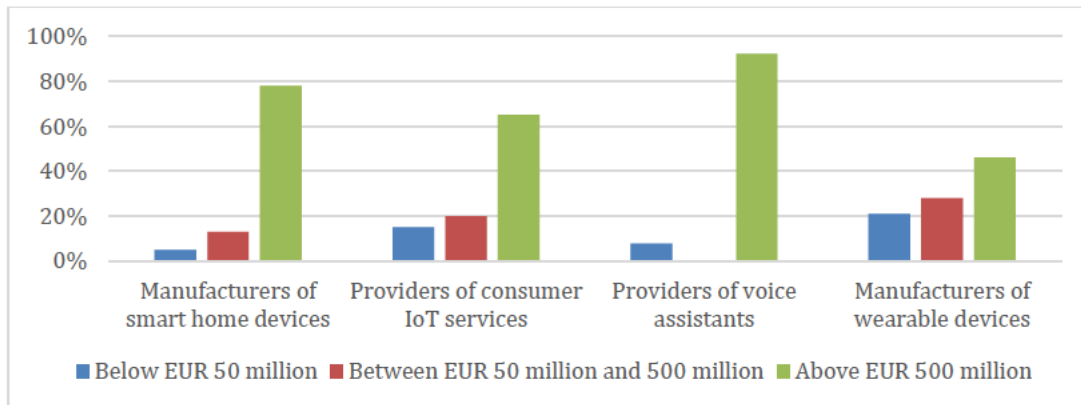 100%
80%
60%
40%
20%
0%
Manufacturers of
smart home devices
Providers of consumer
IoT services
Providers of voice
assistants
Manufacturers of
wearable devices
Below EUR 50 million Between EUR 50 million and 500 million Above EUR 500 million